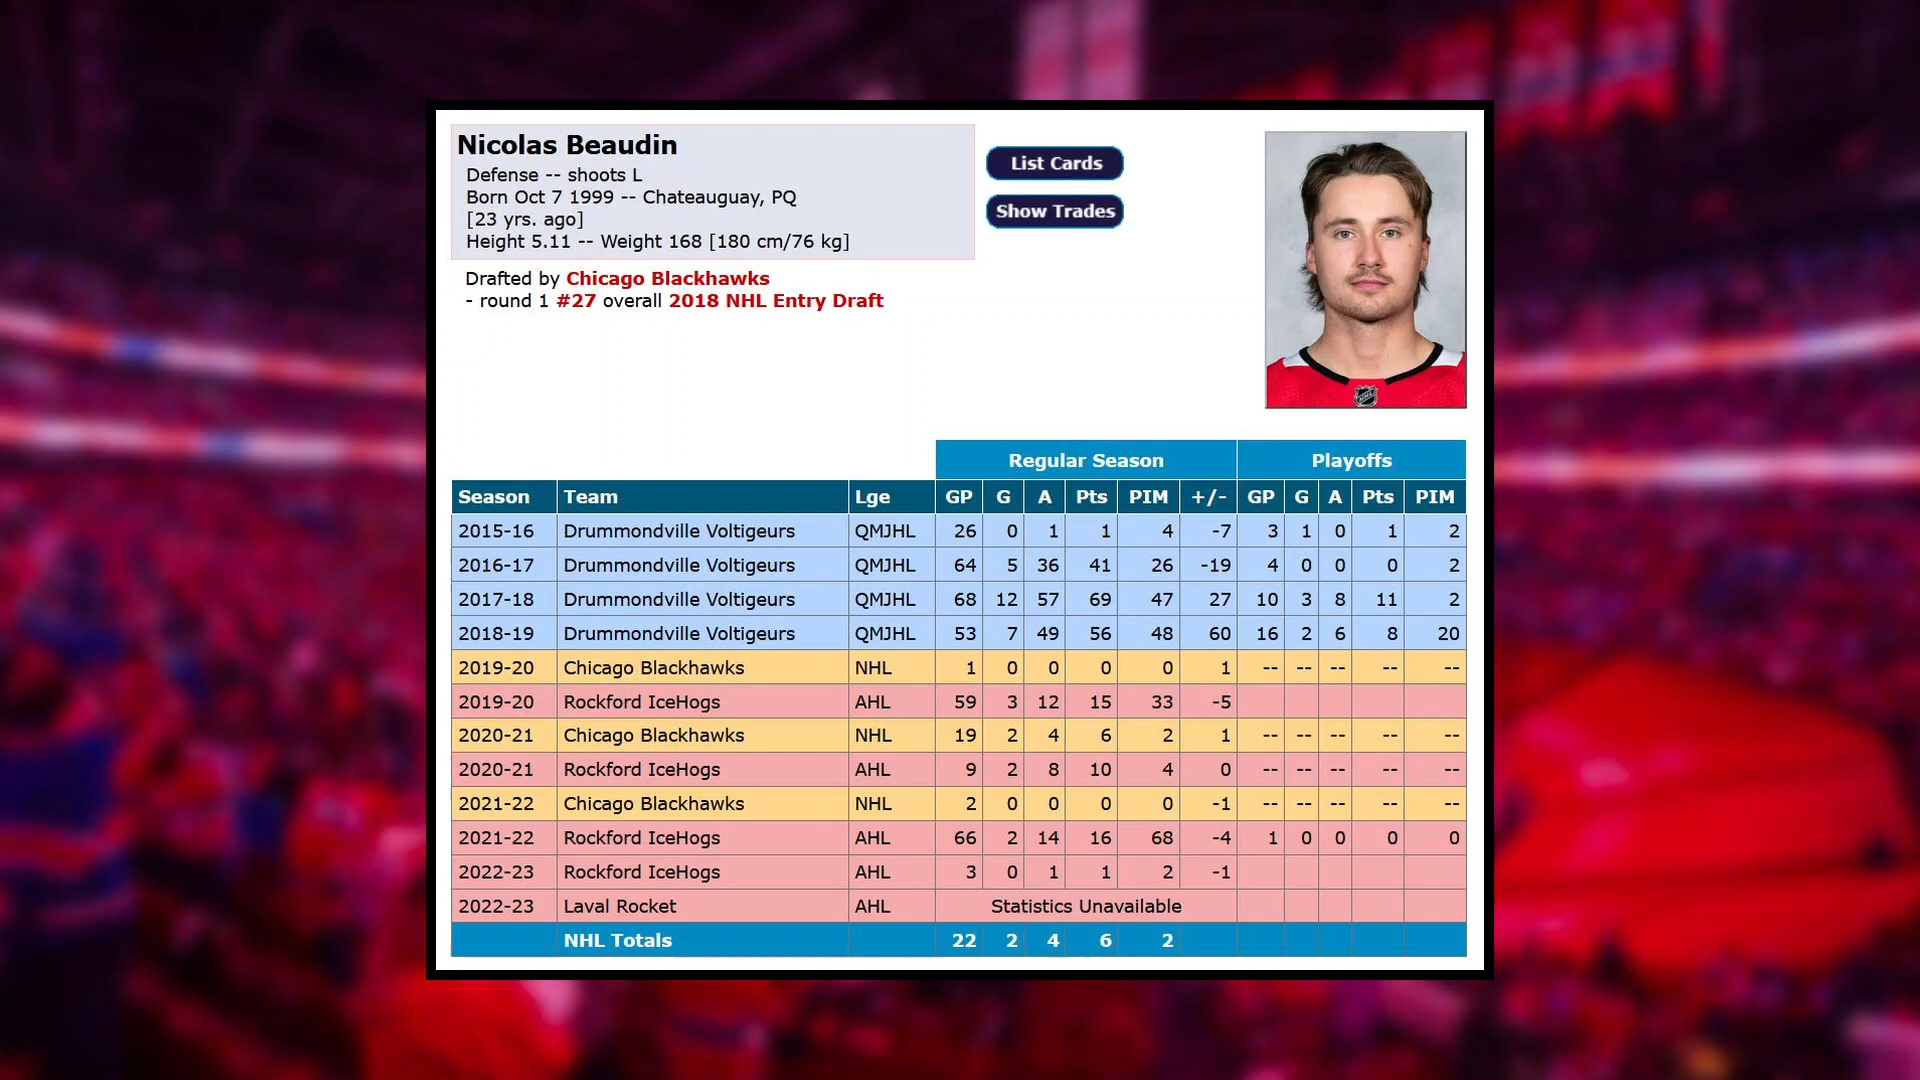 Nicolas Beaudin
Defense -- shoots L
Born Oct 7 1999 -- Chateauguay, PQ
[23 yrs. ago]
Height 5.11 -- Weight 168 [180 cm/76 kg]
List Cards
Show Trades
Drafted by Chicago Blackhawks
- round 1 #27 overall 2018 NHL Entry Draft
Regular Season Playoffs
Season Team Lge GP G A Pts PIM +/- GP G A Pts PIM
2015-16 Drummondville Voltigeurs QMJHL 26 0 1 1 4 -7 3 1 0 1 2
2016-17 Drummondville Voltigeurs QMJHL 64 5 36 41 26 -19 4 0 0 0 2
2017-18 Drummondville Voltigeurs QMJHL 68 12 57 69 47 27 10 3 8 11 2
2018-19 Drummondville Voltigeurs QMJHL 53 7 49 56 48 60 16 2 6 8 20
2019-20 Chicago Blackhawks NHL 1 0 0 0 0 1 -- -- -- -- --
2019-20 Rockford IceHogs AHL 59 3 12 15 33 -5
2020-21 Chicago Blackhawks NHL 19 2 4 6 2 1 -- -- -- -- --
2020-21 Rockford IceHogs AHL 9 2 8 10 4 0 -- -- -- -- --
2021-22 Chicago Blackhawks NHL 2 0 0 0 0 -1 -- -- -- -- --
2021-22 Rockford IceHogs AHL 66 2 14 16 68 -4 1 0 0 0 0
2022-23 Rockford IceHogs AHL 3 0 1 1 2 -1
2022-23 Laval Rocket AHL Statistics Unavailable
NHL Totals 22 2 4 6 2